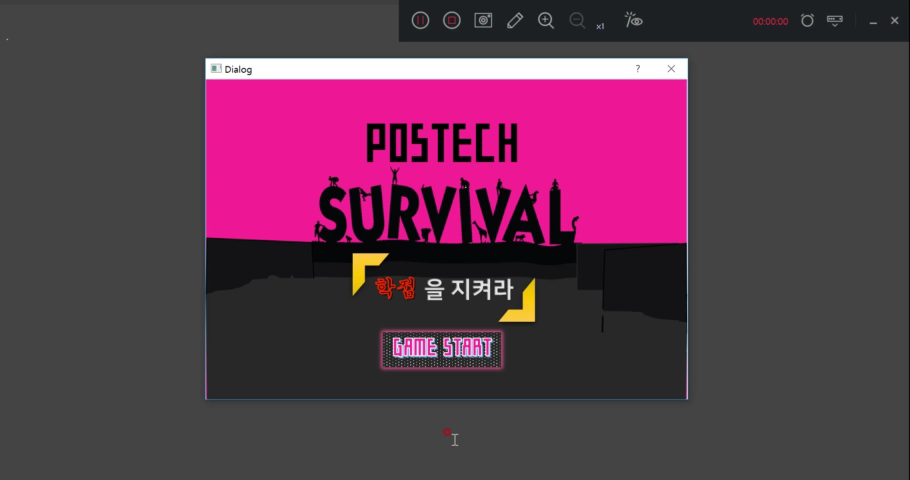 x1
00:00:00
Dialog
POSTECH
SURVIVAL
학점을 지켜라
GAME START